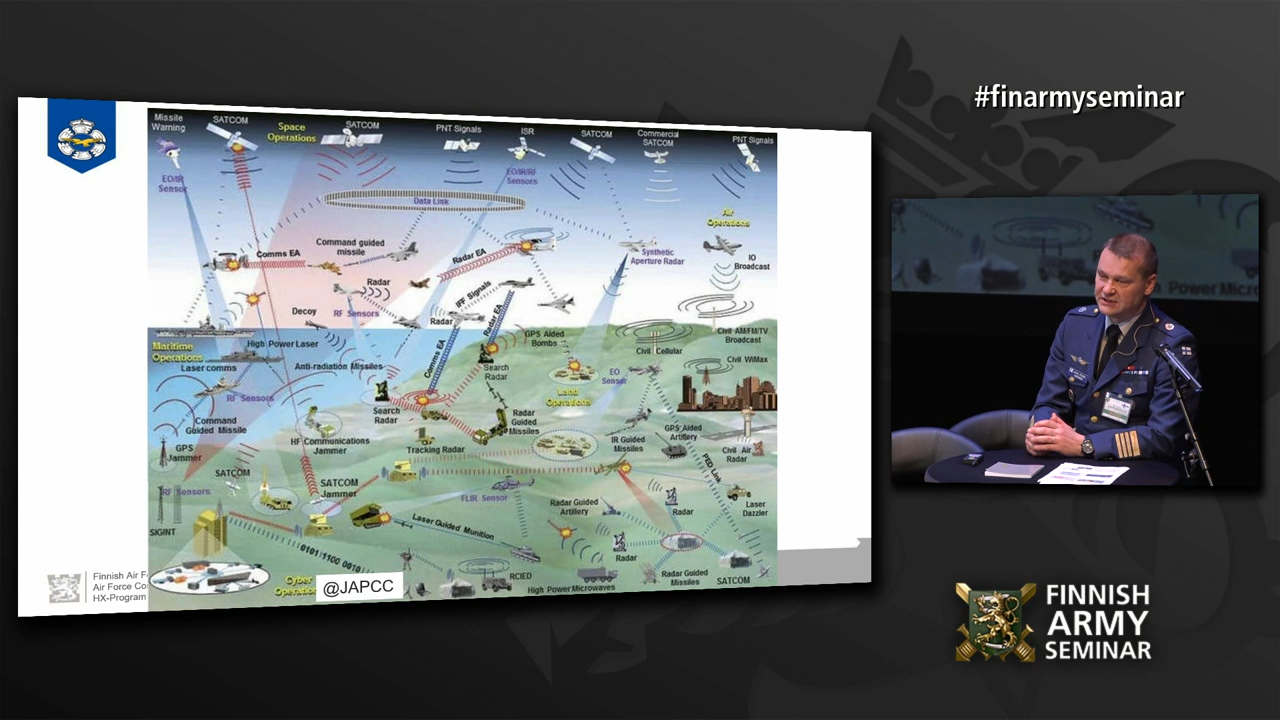 #finarmyseminar
Missile
Warning
SATCOM
Space
Operations
SATCOM
PNT Signals
ISR
SATCOM
Commercial
SATCOM
PNT Signals
EO/IR
Sensor
EO/IR/RF
Sensors
Data Link
Air
Operations
Comms EA
Command guided
missile
Radar EA
Synthetic
Aperture Radar
IO
Broadcast
Radar
RF Sensors
IFF Signals
Decoy
Radar
Radar EA
Maritime
Operations
High Power Laser
Laser comms
Anti-radiation Missiles
Comms EA
GPS Aided
Bombs
Civil AM/FM/TV
Broadcast
Civil Cellular
Civil WiMax
Search
Radar
EO
Sensor
RF Sensors
Land
Operations
Command
Guided Missile
Search
Radar
Radar
Guided
Missiles
GPS
Jammer
HF Communications
Jammer
Tracking Radar
IR Guided
Missiles
GPS Aided
Artillery
Civil Air
Radar
SATCOM
RF Sensors
SATCOM
Jammer
FLIR Sensor
PED Link
Radar Guided
Artillery
Radar
Laser
Dazzler
SIGINT
Laser Guided Munition
0101 1100 0010
Radar
RCIED
Radar Guided
Missiles
SATCOM
High Power Microwaves
Cyber
Operation
@JAPCC
Finnish Air F
Air Force Co
HX-Program
Power Micro
FINNISH
ARMY
SEMINAR